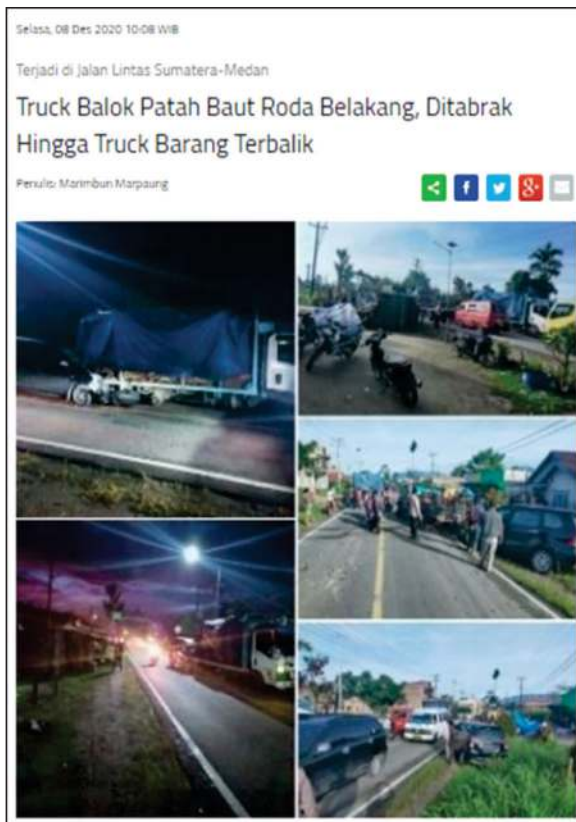 Selasa, 08 Des 2020 10:08 WIB
Terjadi di Jalan Lintas Sumatera-Medan
Truck Balok Patah Baut Roda Belakang, Ditabrak
Hingga Truck Barang Terbalik
Penulis: Marimbun Marpaung